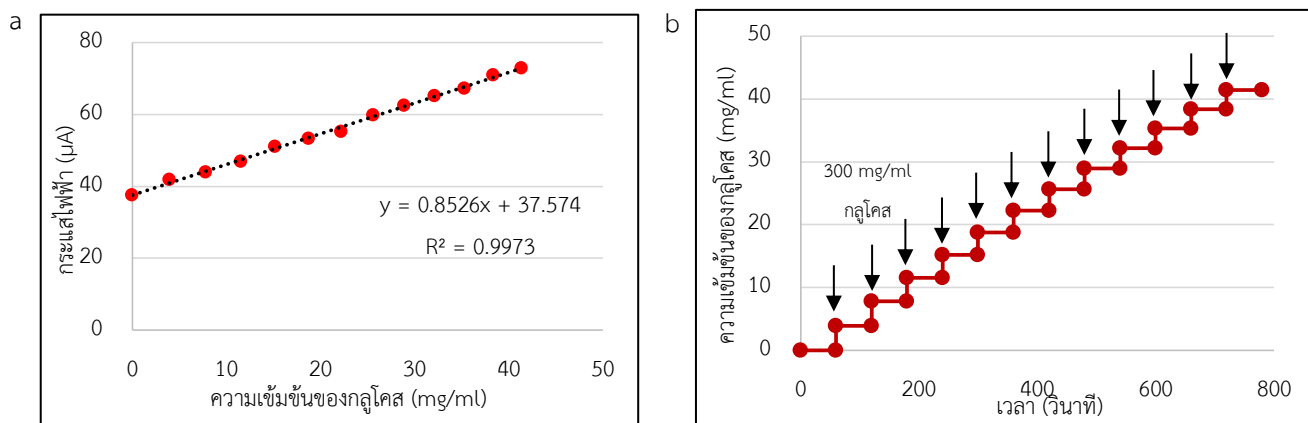 a
80
60
40
20
0
กระแสไฟฟ้า (µA)
y = 0.8526x + 37.574
R² = 0.9973
0 10 20 30 40 50
ความเข้มข้นของกลูโคส (mg/ml)
b
50
40
30
20
10
0
ความเข้มข้นของกลูโคส (mg/ml)
300 mg/ml
กลูโคส
0 200 400 600 800
เวลา (วินาที)